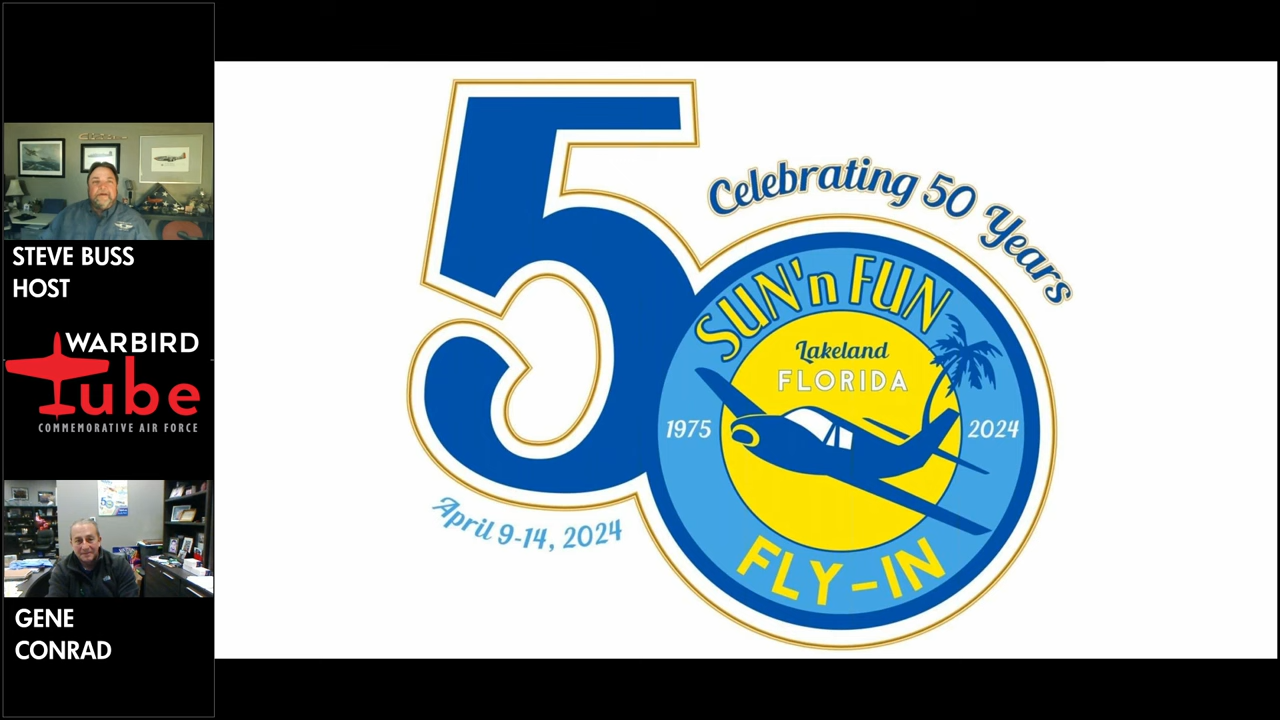 STEVE BUSS
HOST
WARBIRD
Tube
COMMEMORATIVE AIR FORCE
GENE
CONRAD
50
Celebrating 50 Years
SUN'n FUN
Lakeland
FLORIDA
1975
2024
FLY-IN
April 9-14, 2024